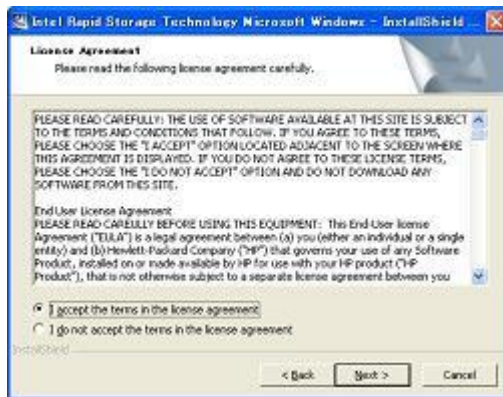 Intel Rapid Storage Technology Microsoft Windows - InstallShield ...
License Agreement
Please read the following license agreement carefully.
PLEASE READ CAREFULLY: THE USE OF SOFTWARE AVAILABLE AT THIS SITE IS SUBJECT
TO THE TERMS AND CONDITIONS THAT FOLLOW. IF YOU AGREE TO THESE TERMS,
PLEASE CHOOSE THE "I ACCEPT" OPTION LOCATED ADJACENT TO THE SCREEN WHERE
THIS AGREEMENT IS DISPLAYED. IF YOU DO NOT AGREE TO THESE LICENSE TERMS,
PLEASE CHOOSE THE "I DO NOT ACCEPT" OPTION AND DO NOT DOWNLOAD ANY
SOFTWARE FROM THIS SITE.
End User License Agreement
PLEASE READ CAREFULLY BEFORE USING THIS EQUIPMENT: This End-User license
Agreement ("EULA") is a legal agreement between (a) you (either an individual or a single
entity) and (b) Hewlett-Packard Company ("HP") that governs your use of any Software
Product, installed on or made available by HP for use with your HP product ("HP
Product"), that is not otherwise subject to a separate license agreement between you
I accept the terms in the license agreement
I do not accept the terms in the license agreement
InstallShield
< Back
Next >
Cancel